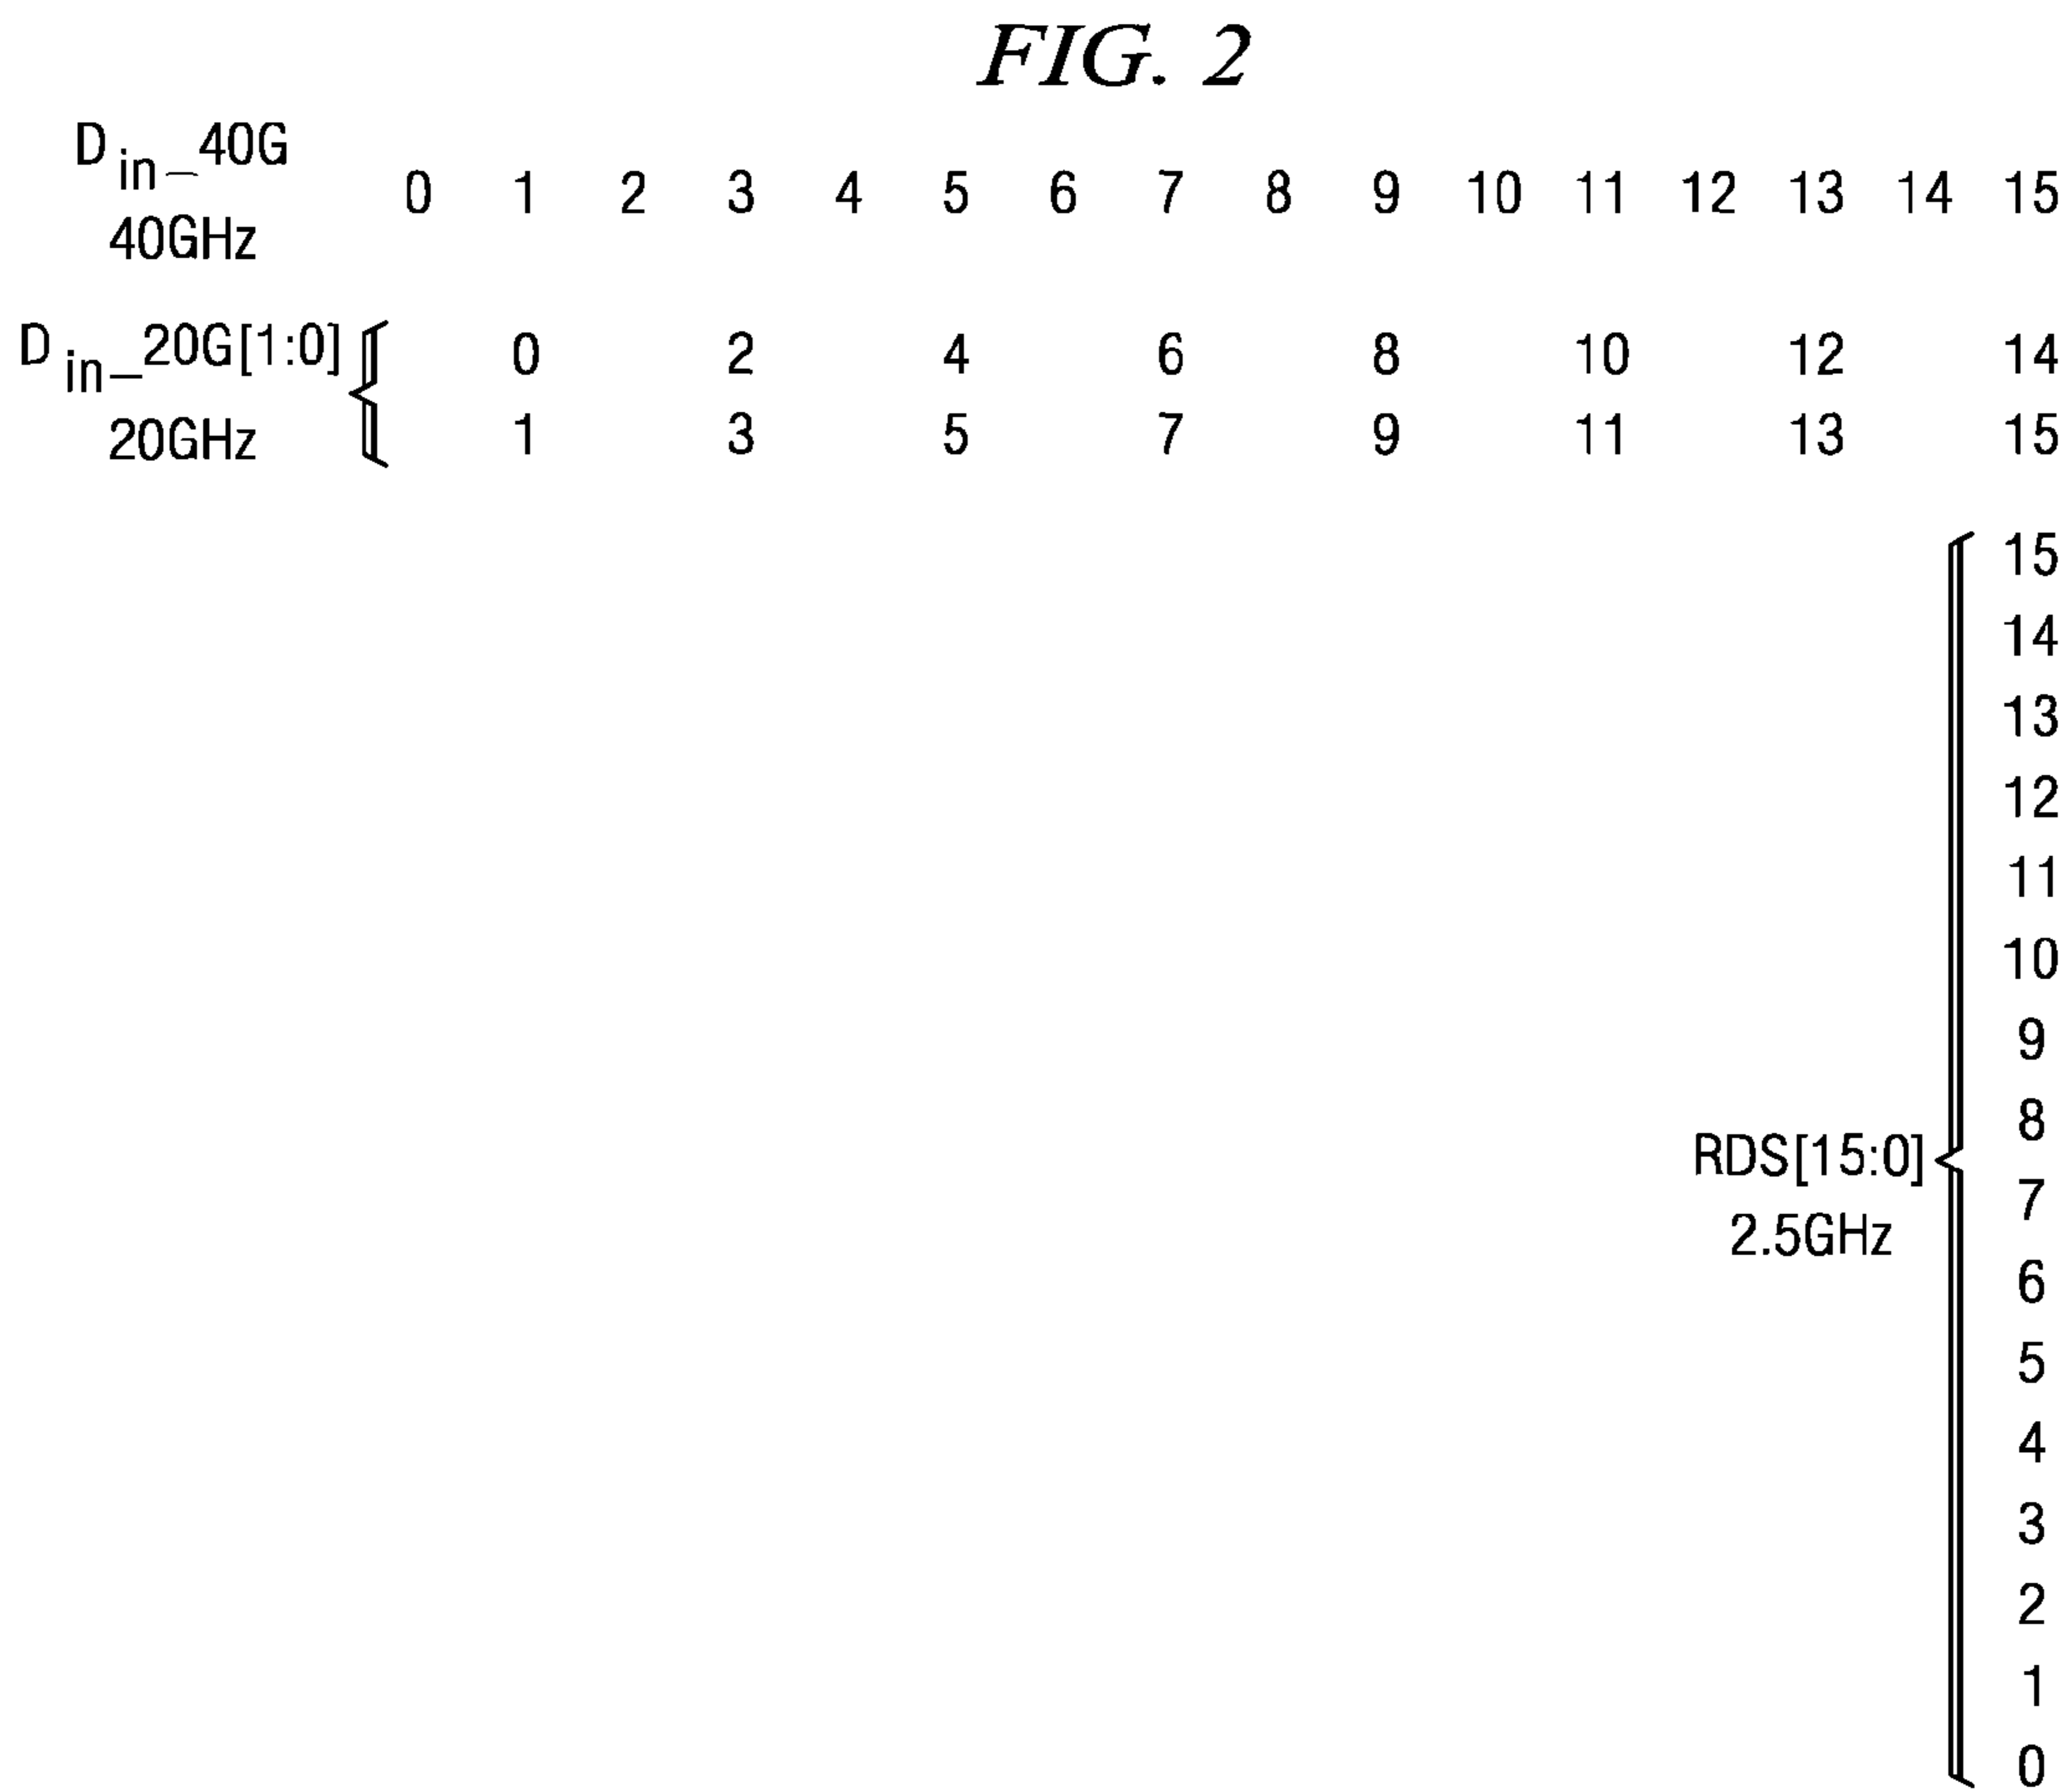 FIG. 2
D in_40G
40GHz
0 1 2 3 4 5 6 7 8 9 10 11 12 13 14 15
D in_20G[1:0]
20GHz
0 2 4 6 8 10 12 14
1 3 5 7 9 11 13 15
RDS[15:0]
2.5GHz
15
14
13
12
11
10
9
8
7
6
5
4
3
2
1
0